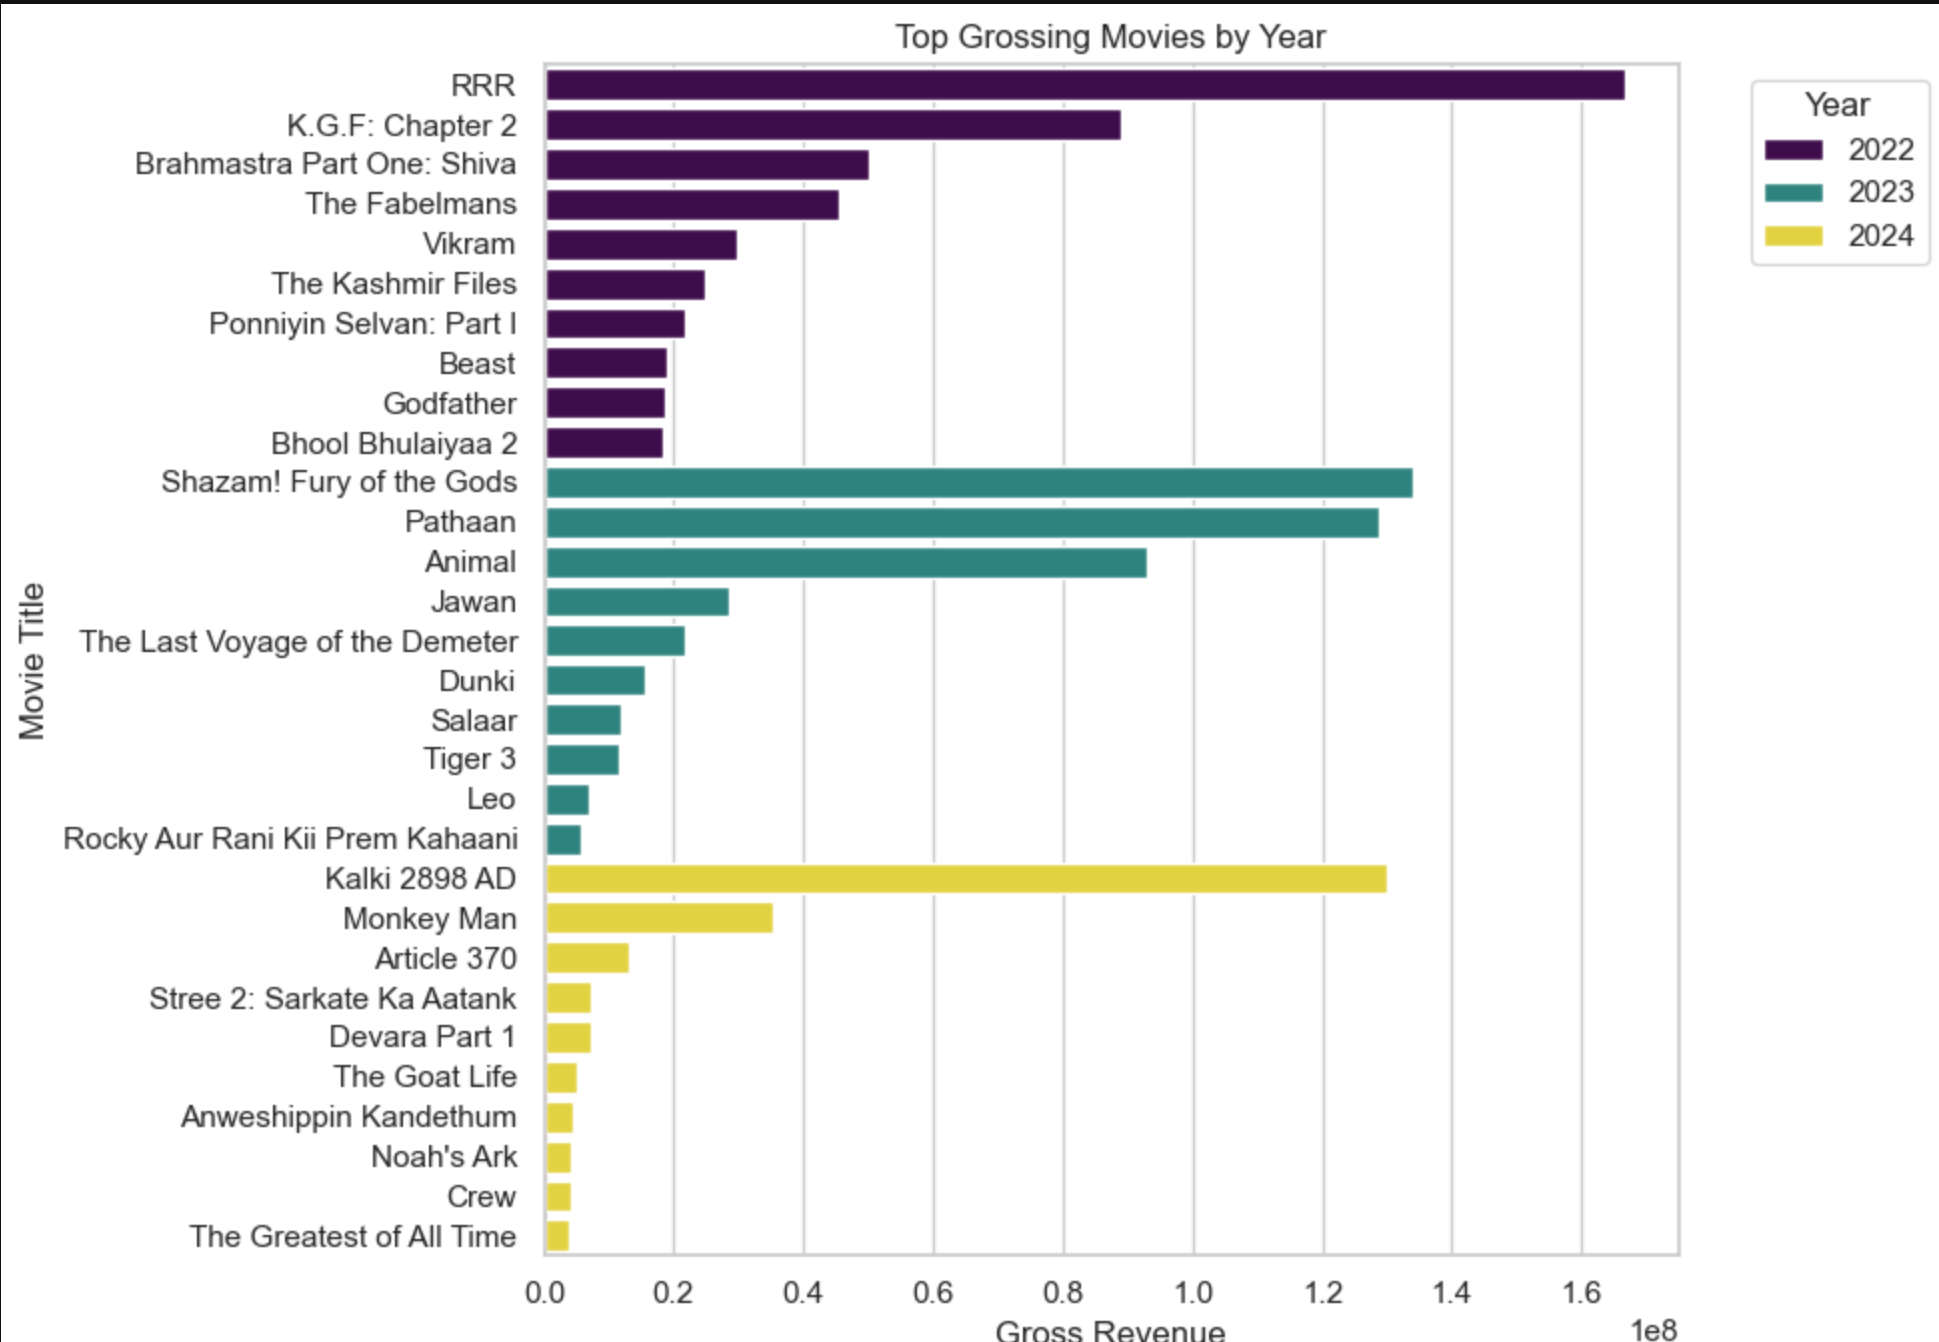 Top Grossing Movies by Year
RRR
K.G.F: Chapter 2
Brahmastra Part One: Shiva
The Fabelmans
Vikram
The Kashmir Files
Ponniyin Selvan: Part I
Beast
Godfather
Bhool Bhulaiyaa 2
Shazam! Fury of the Gods
Pathaan
Animal
Jawan
The Last Voyage of the Demeter
Dunki
Salaar
Tiger 3
Leo
Rocky Aur Rani Kii Prem Kahaani
Kalki 2898 AD
Monkey Man
Article 370
Stree 2: Sarkate Ka Aatank
Devara Part 1
The Goat Life
Anweshippin Kandethum
Noah's Ark
Crew
The Greatest of All Time
Movie Title
0.0 0.2 0.4 0.6 0.8 1.0 1.2 1.4 1.6
1e8
Gross Revenue
Year
2022
2023
2024